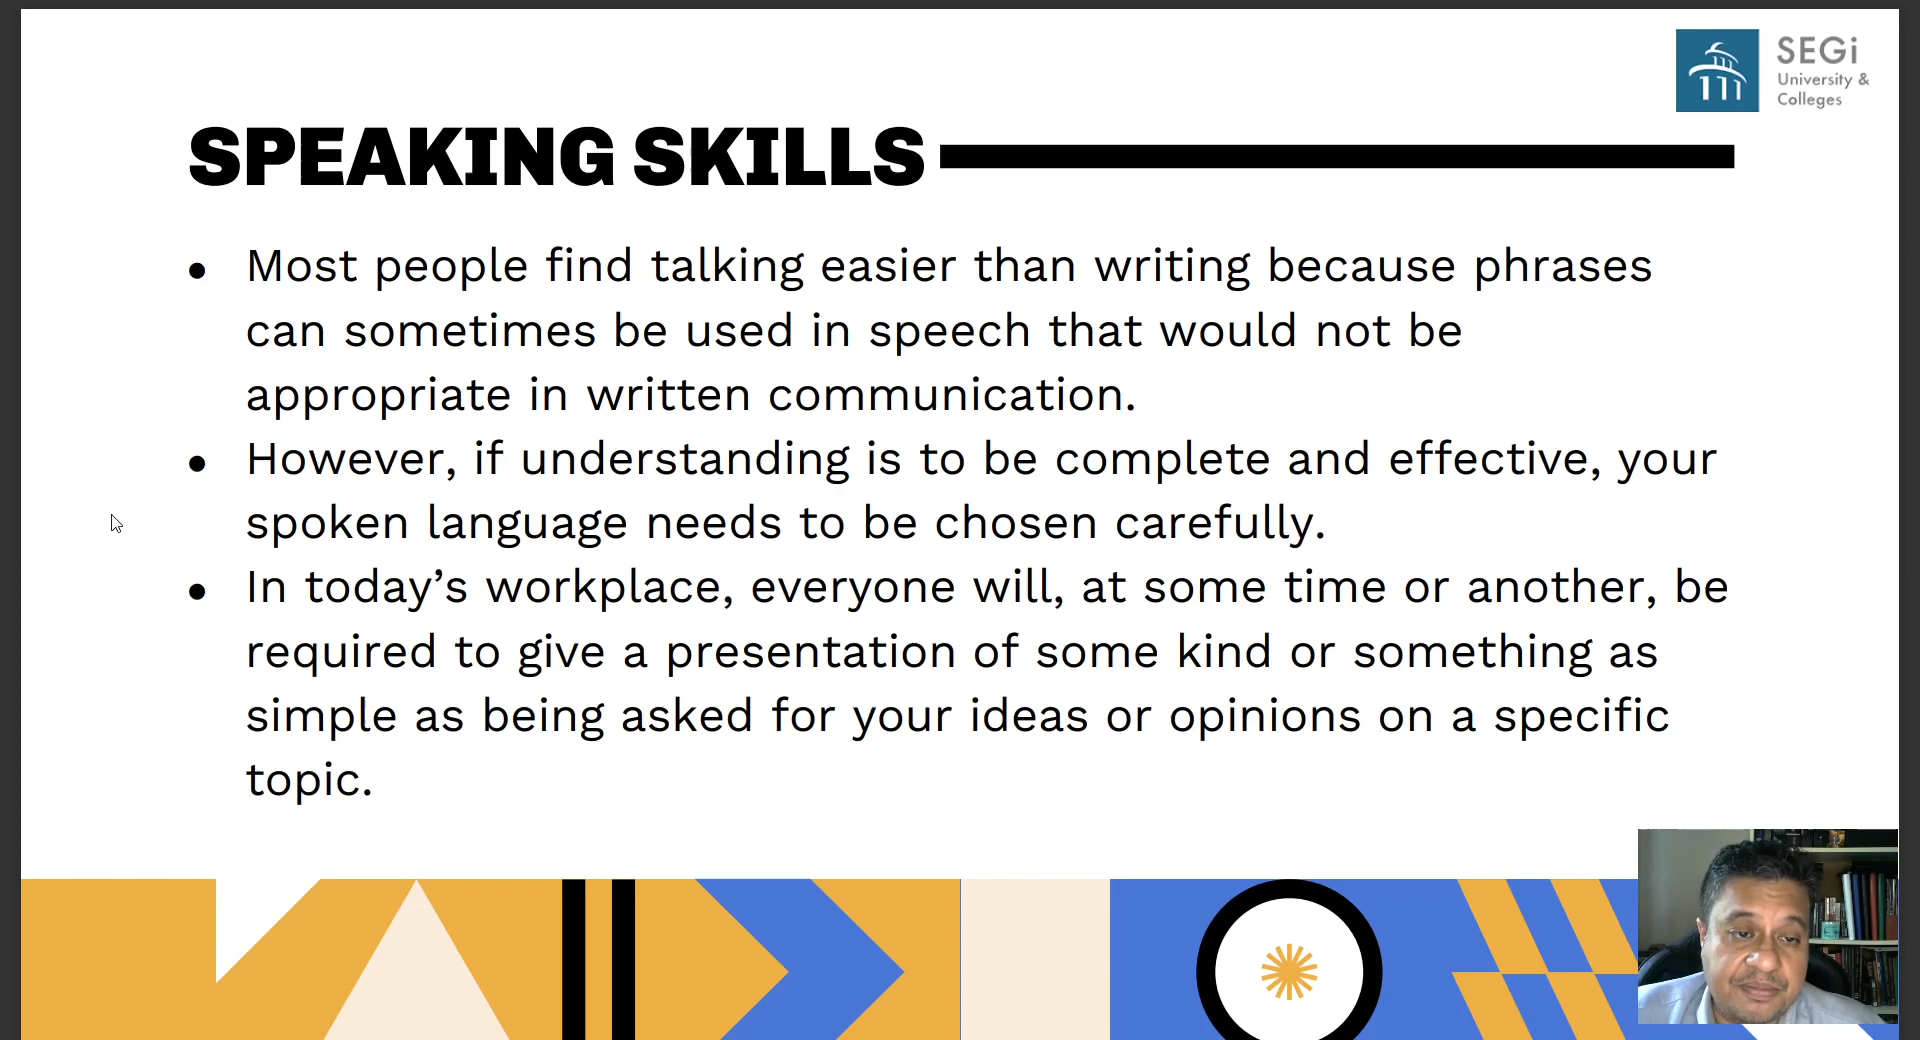 SEGi
University &
Colleges
SPEAKING SKILLS
● Most people find talking easier than writing because phrases
can sometimes be used in speech that would not be
appropriate in written communication.
● However, if understanding is to be complete and effective, your
spoken language needs to be chosen carefully.
● In today’s workplace, everyone will, at some time or another, be
required to give a presentation of some kind or something as
simple as being asked for your ideas or opinions on a specific
topic.